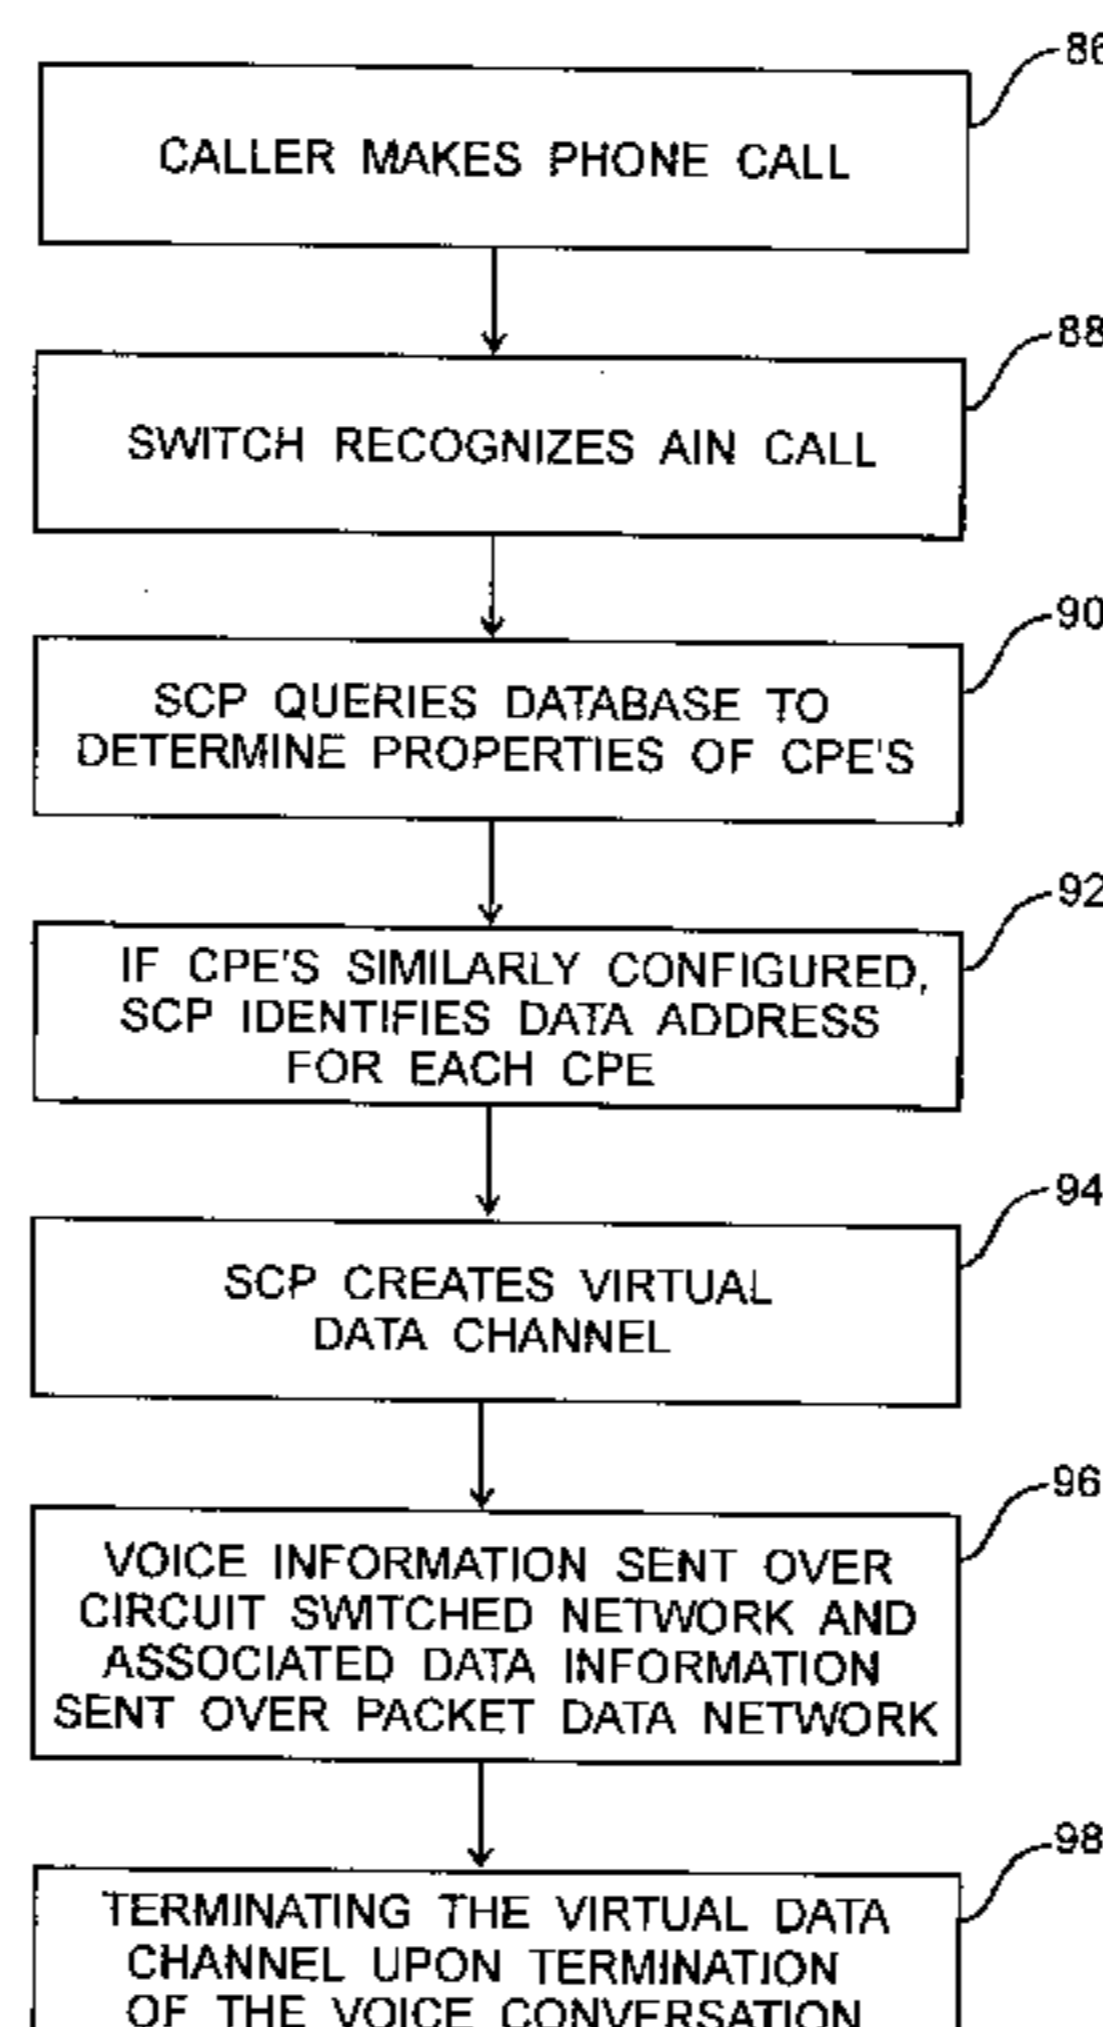 86
CALLER MAKES PHONE CALL
88
SWITCH RECOGNIZES AIN CALL
90
SCP QUERIES DATABASE TO
DETERMINE PROPERTIES OF CPE'S
92
IF CPE'S SIMILARLY CONFIGURED,
SCP IDENTIFIES DATA ADDRESS
FOR EACH CPE
94
SCP CREATES VIRTUAL
DATA CHANNEL
96
VOICE INFORMATION SENT OVER
CIRCUIT SWITCHED NETWORK AND
ASSOCIATED DATA INFORMATION
SENT OVER PACKET DATA NETWORK
98
TERMINATING THE VIRTUAL DATA
CHANNEL UPON TERMINATION
OF THE VOICE CONVERSATION